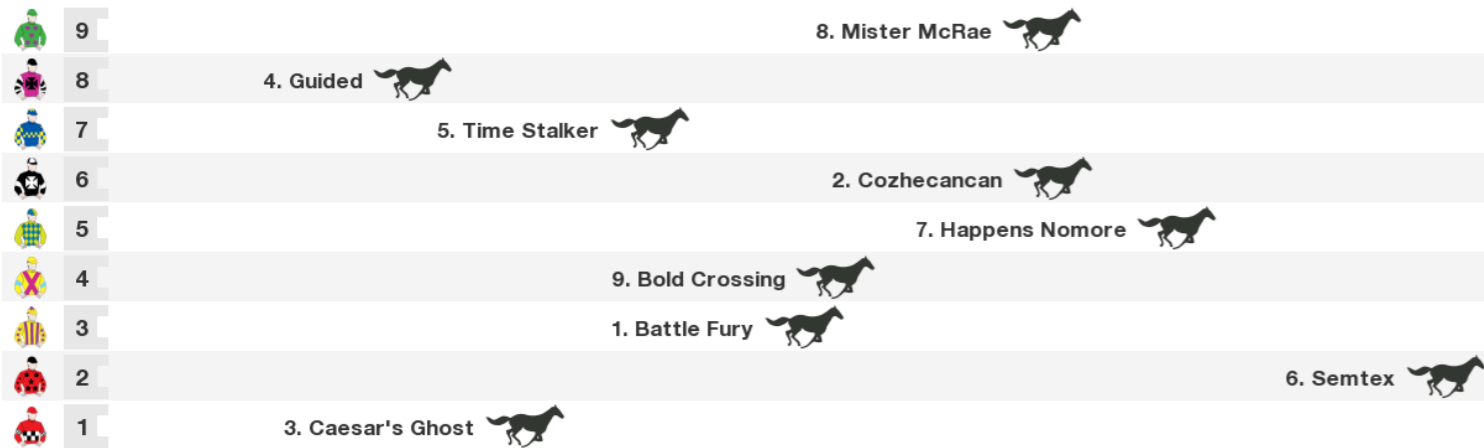 9 8. Mister McRae
8 4. Guided
7 5. Time Stalker
6 2. Cozhecancan
5 7. Happens Nomore
4 9. Bold Crossing
3 1. Battle Fury
2 6. Semtex
1 3. Caesar's Ghost